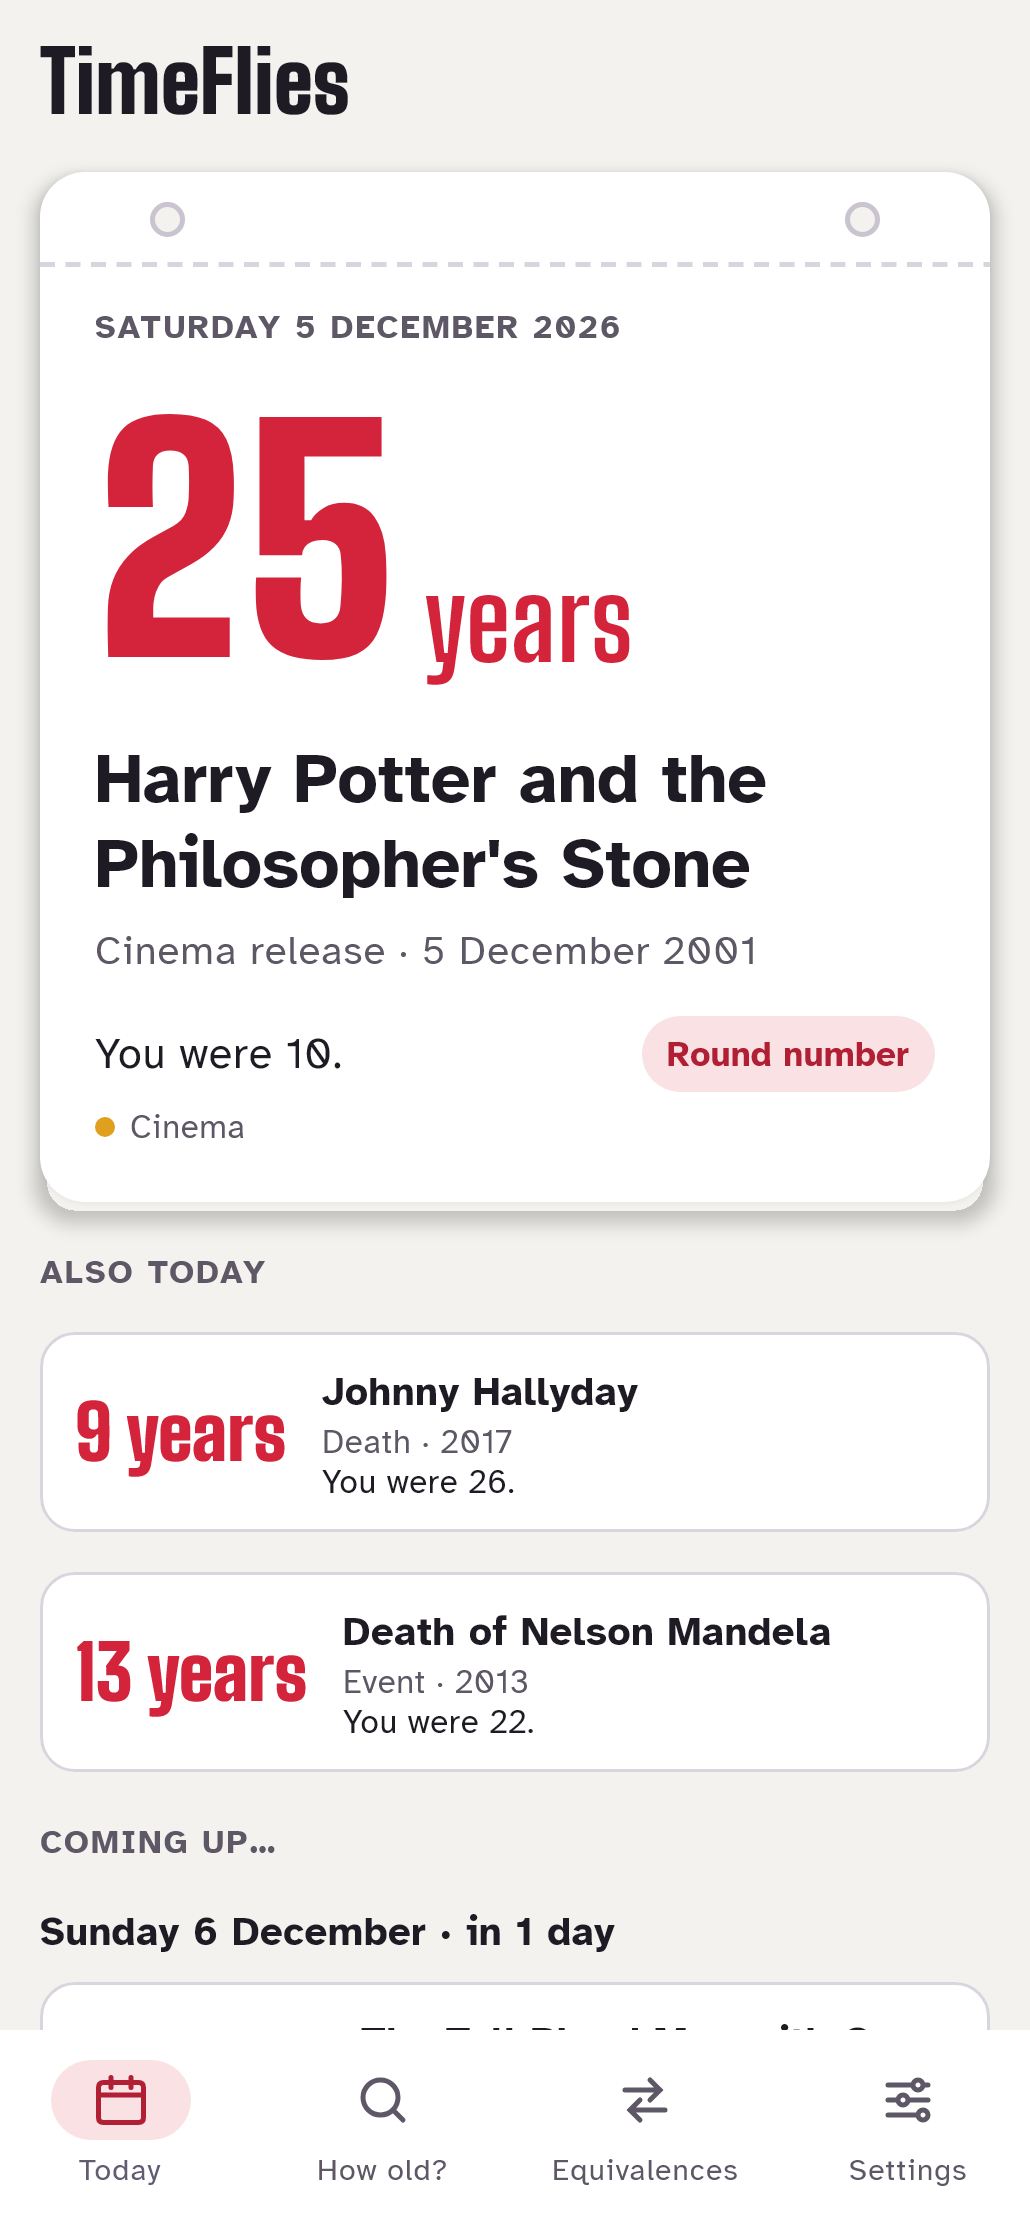 TimeFlies
SATURDAY 5 DECEMBER 2026
25 years
Harry Potter and the
Philosopher's Stone
Cinema release · 5 December 2001
You were 10.
Round number
Cinema
ALSO TODAY
9 years
Johnny Hallyday
Death · 2017
You were 26.
13 years
Death of Nelson Mandela
Event · 2013
You were 22.
COMING UP…
Sunday 6 December · in 1 day
Today
How old?
Equivalences
Settings